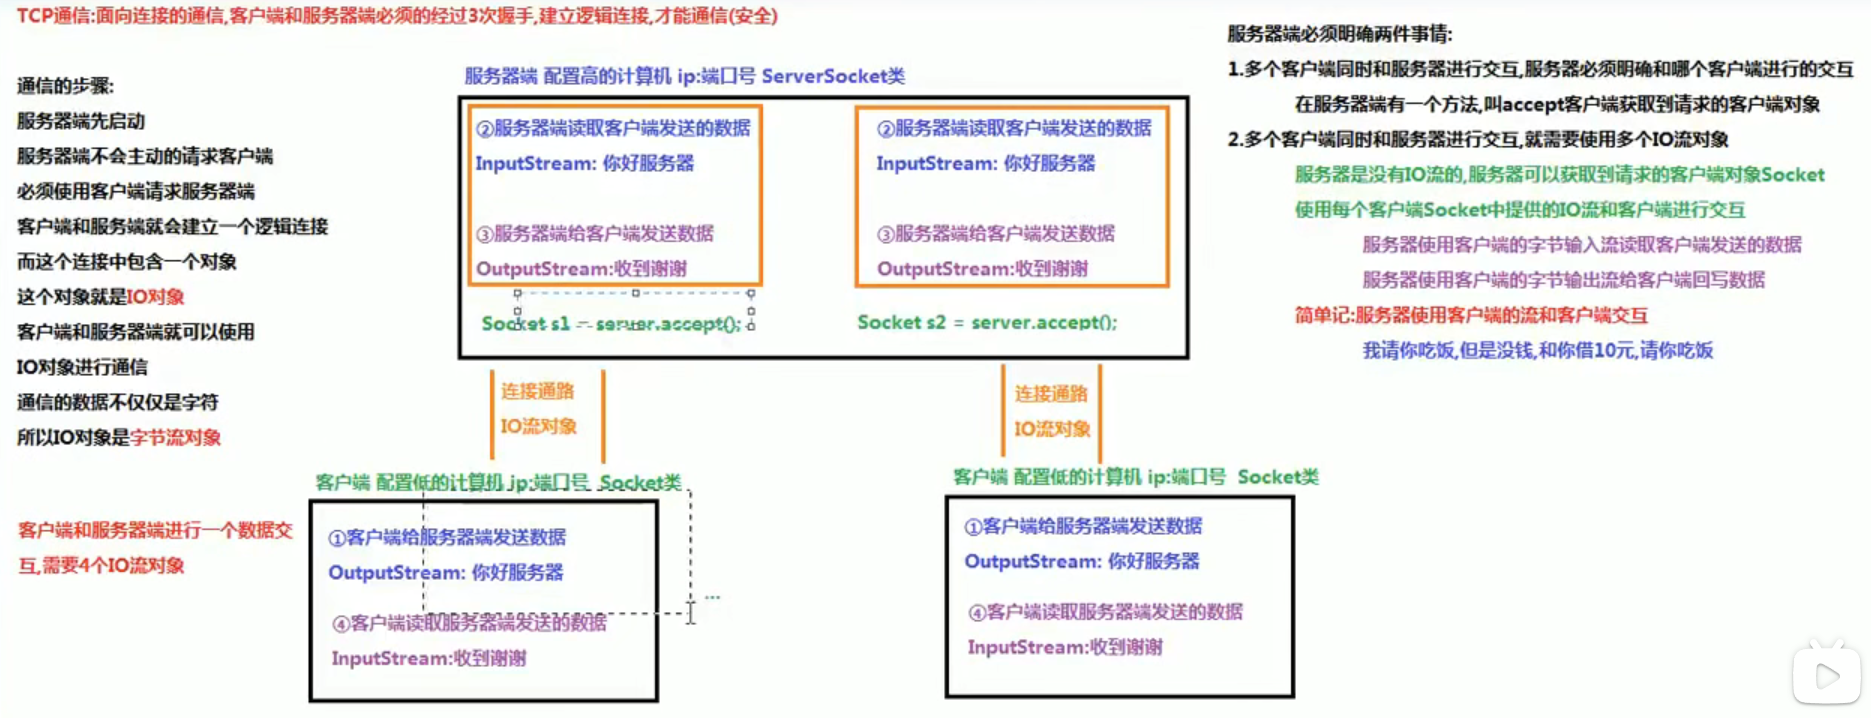 TCP通信:面向连接的通信,客户端和服务器端必须的经过3次握手,建立逻辑连接,才能通信(安全)
通信的步骤:
服务器端先启动
服务器端不会主动的请求客户端
必须使用客户端请求服务器端
客户端和服务端就会建立一个逻辑连接
而这个连接中包含一个对象
这个对象就是IO对象
客户端和服务器端就可以使用
IO对象进行通信
通信的数据不仅仅是字符
所以IO对象是字节流对象
客户端和服务器端进行一个数据交
互,需要4个IO流对象
服务器端 配置高的计算机 ip:端口号 ServerSocket类
②服务器端读取客户端发送的数据
InputStream: 你好服务器
③服务器端给客户端发送数据
OutputStream:收到谢谢
Socket s1 = server.accept();
②服务器端读取客户端发送的数据
InputStream: 你好服务器
③服务器端给客户端发送数据
OutputStream:收到谢谢
Socket s2 = server.accept();
连接通路
IO流对象
连接通路
IO流对象
客户端 配置低的计算机 ip:端口号 Socket类
①客户端给服务器端发送数据
OutputStream: 你好服务器
④客户端读取服务器端发送的数据
InputStream:收到谢谢
...
客户端 配置低的计算机 ip:端口号 Socket类
①客户端给服务器端发送数据
OutputStream: 你好服务器
④客户端读取服务器端发送的数据
InputStream:收到谢谢
服务器端必须明确两件事情:
1.多个客户端同时和服务器进行交互,服务器必须明确和哪个客户端进行的交互
在服务器端有一个方法,叫accept客户端获取到请求的客户端对象
2.多个客户端同时和服务器进行交互,就需要使用多个IO流对象
服务器是没有IO流的,服务器可以获取到请求的客户端对象Socket
使用每个客户端Socket中提供的IO流和客户端进行交互
服务器使用客户端的字节输入流读取客户端发送的数据
服务器使用客户端的字节输出流给客户端回写数据
简单记:服务器使用客户端的流和客户端交互
我请你吃饭,但是没钱,和你借10元,请你吃饭